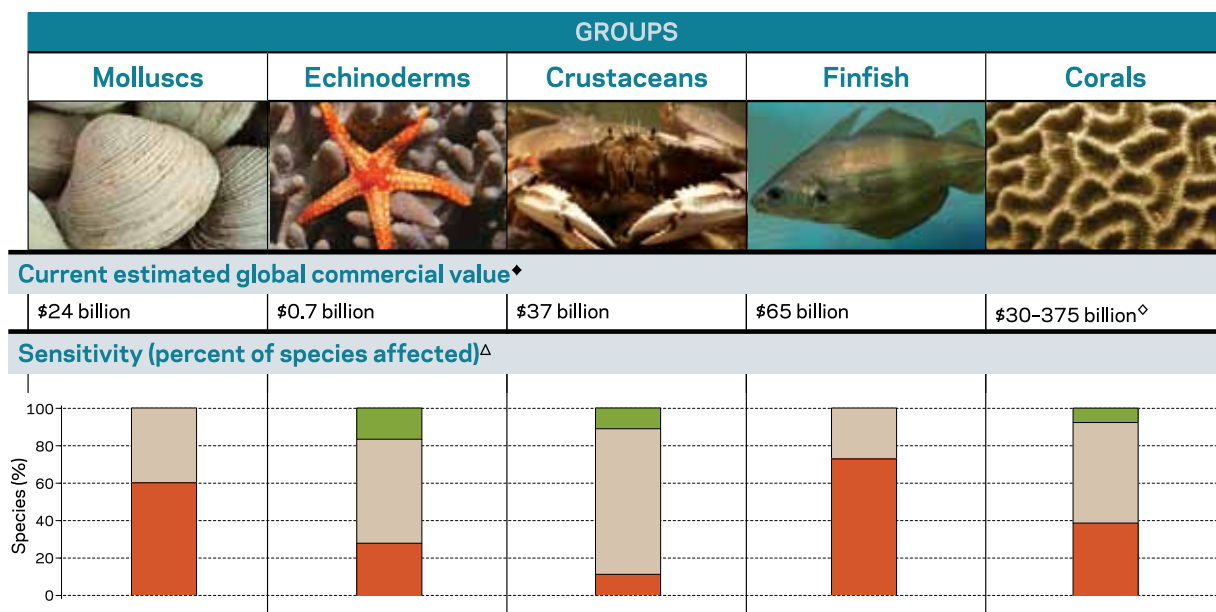 GROUPS
Molluscs Echinoderms Crustaceans Finfish Corals
Current estimated global commercial value◆
$24 billion $0.7 billion $37 billion $65 billion $30–375 billion◇
Sensitivity (percent of species affected)△
Species (%)
100
80
60
40
20
0